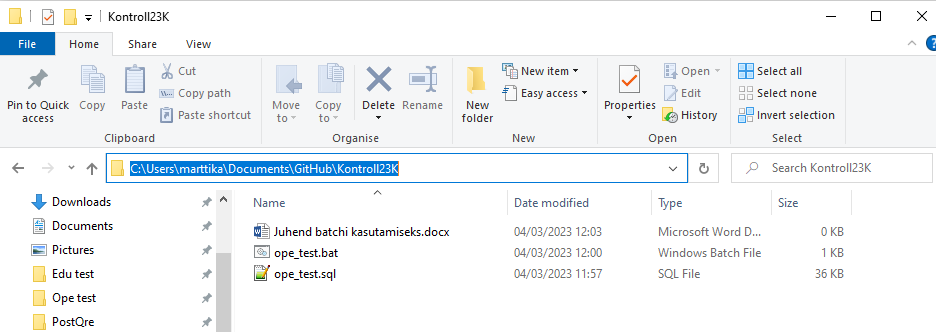 Kontroll23K
File Home Share View
Pin to Quick access
Copy
Paste
Cut
Copy path
Paste shortcut
Clipboard
Move to
Copy to
Delete
Rename
Organise
New folder
New item
Easy access
New
Properties
Open
Edit
History
Open
Select all
Select none
Invert selection
Select
C:\Users\marttika\Documents\GitHub\Kontroll23K
Search Kontroll23K
Downloads
Documents
Pictures
Edu test
Ope test
PostQre
Name Date modified Type Size
Juhend batchi kasutamiseks.docx 04/03/2023 12:03 Microsoft Word D... 0 KB
ope_test.bat 04/03/2023 12:00 Windows Batch File 1 KB
ope_test.sql 04/03/2023 11:57 SQL File 36 KB